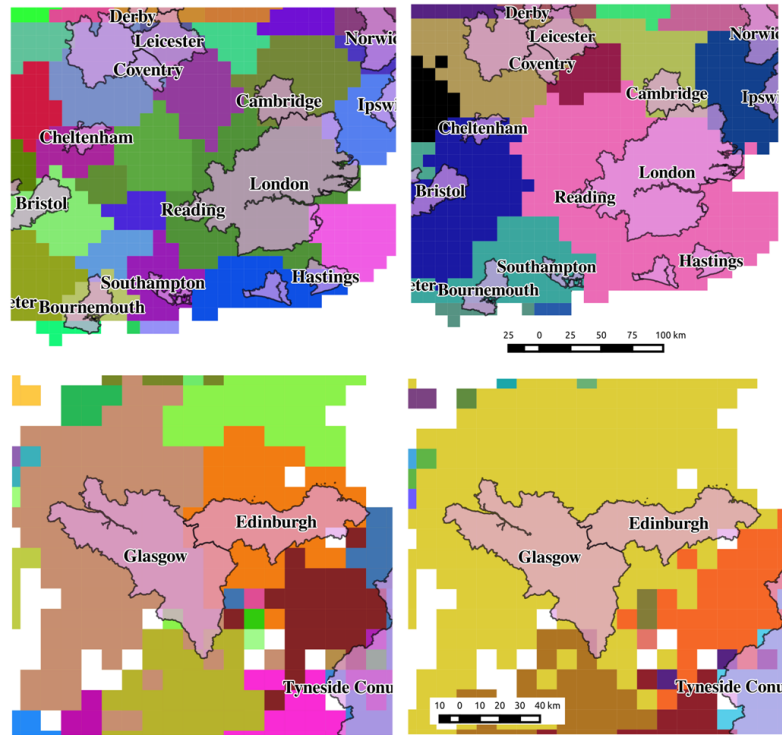 Derby
Leicester
Norwic
Coventry
Cambridge
Ipswi
Cheltenham
London
Bristol
Reading
Southampton
Hastings
eter
Bournemouth
Derby
Leicester
Norwi
Coventry
Cambridge
Ipswi
Cheltenham
London
Bristol
Reading
Southampton
Hastings
eter
Bournemouth
25 0 25 50 75 100 km
Edinburgh
Glasgow
Tyneside Conu
Edinburgh
Glasgow
Tyneside Conu
10 0 10 20 30 40 km